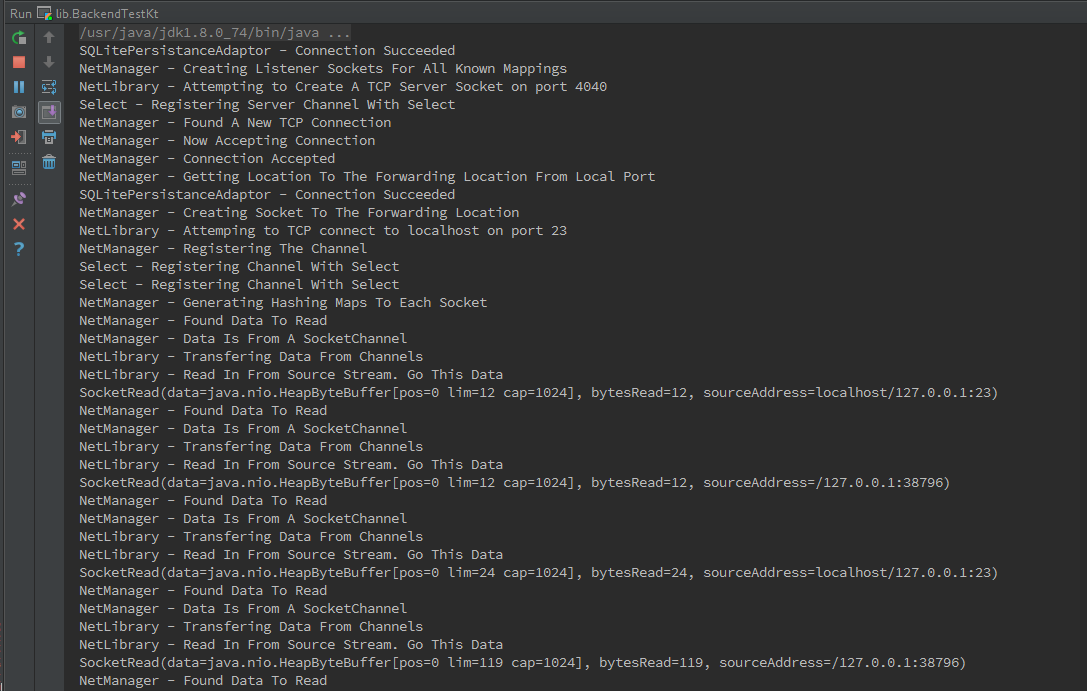 Run lib.BackendTestKt
/usr/java/jdk1.8.0_74/bin/java ...
SQLitePersistanceAdaptor - Connection Succeeded
NetManager - Creating Listener Sockets For All Known Mappings
NetLibrary - Attempting to Create A TCP Server Socket on port 4040
Select - Registering Server Channel With Select
NetManager - Found A New TCP Connection
NetManager - Now Accepting Connection
NetManager - Connection Accepted
NetManager - Getting Location To The Forwarding Location From Local Port
SQLitePersistanceAdaptor - Connection Succeeded
NetManager - Creating Socket To The Forwarding Location
NetLibrary - Attemping to TCP connect to localhost on port 23
NetManager - Registering The Channel
Select - Registering Channel With Select
Select - Registering Channel With Select
NetManager - Generating Hashing Maps To Each Socket
NetManager - Found Data To Read
NetManager - Data Is From A SocketChannel
NetLibrary - Transfering Data From Channels
NetLibrary - Read In From Source Stream. Go This Data
SocketRead(data=java.nio.HeapByteBuffer[pos=0 lim=12 cap=1024], bytesRead=12, sourceAddress=localhost/127.0.0.1:23)
NetManager - Found Data To Read
NetManager - Data Is From A SocketChannel
NetLibrary - Transfering Data From Channels
NetLibrary - Read In From Source Stream. Go This Data
SocketRead(data=java.nio.HeapByteBuffer[pos=0 lim=12 cap=1024], bytesRead=12, sourceAddress=/127.0.0.1:38796)
NetManager - Found Data To Read
NetManager - Data Is From A SocketChannel
NetLibrary - Transfering Data From Channels
NetLibrary - Read In From Source Stream. Go This Data
SocketRead(data=java.nio.HeapByteBuffer[pos=0 lim=24 cap=1024], bytesRead=24, sourceAddress=localhost/127.0.0.1:23)
NetManager - Found Data To Read
NetManager - Data Is From A SocketChannel
NetLibrary - Transfering Data From Channels
NetLibrary - Read In From Source Stream. Go This Data
SocketRead(data=java.nio.HeapByteBuffer[pos=0 lim=119 cap=1024], bytesRead=119, sourceAddress=/127.0.0.1:38796)
NetManager - Found Data To Read